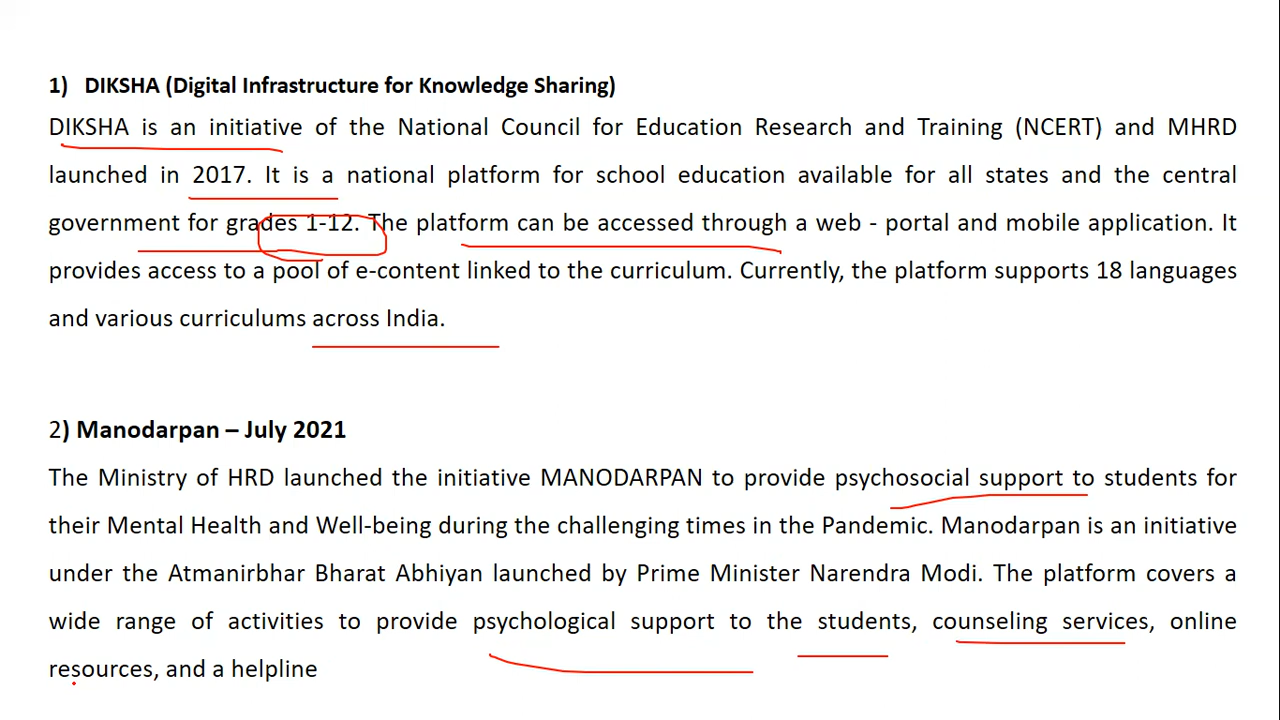 1) DIKSHA (Digital Infrastructure for Knowledge Sharing)
DIKSHA is an initiative of the National Council for Education Research and Training (NCERT) and MHRD
launched in 2017. It is a national platform for school education available for all states and the central
government for grades 1-12. The platform can be accessed through a web - portal and mobile application. It
provides access to a pool of e-content linked to the curriculum. Currently, the platform supports 18 languages
and various curriculums across India.
2) Manodarpan – July 2021
The Ministry of HRD launched the initiative MANODARPAN to provide psychosocial support to students for
their Mental Health and Well-being during the challenging times in the Pandemic. Manodarpan is an initiative
under the Atmanirbhar Bharat Abhiyan launched by Prime Minister Narendra Modi. The platform covers a
wide range of activities to provide psychological support to the students, counseling services, online
resources, and a helpline